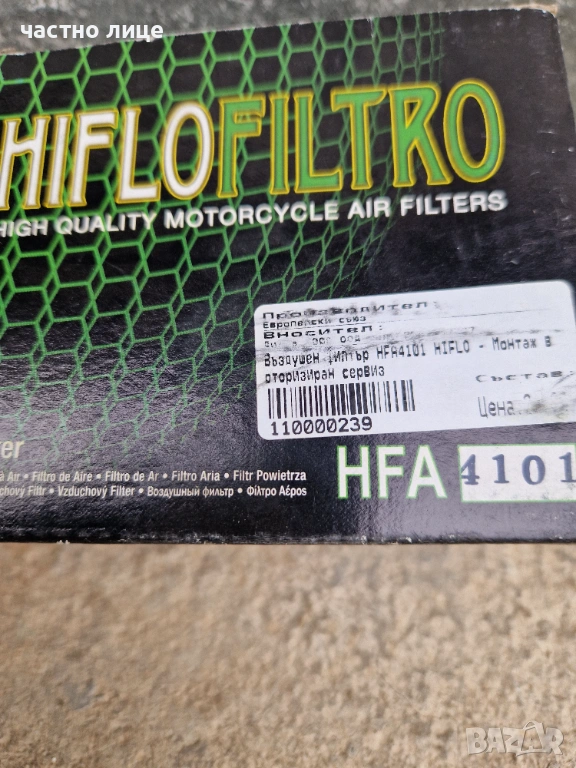 частно лице
HIFLOFILTRO
HIGH QUALITY MOTORCYCLE AIR FILTERS
Производител:
Европейски съюз
Вносител:
Въздушен филтър HFA4101 HIFLO - Монтаж в
оторизиран сервиз
Състав:
Цена
110000239
er
Air • Filtro de Aire • Filtro de Ar • Filtro Aria • Filtr Powietrza
chový Filtr • Vzduchový Filter • Воздушный фильтр • Φίλτρο Αέρος
HFA 4101
BAZAR